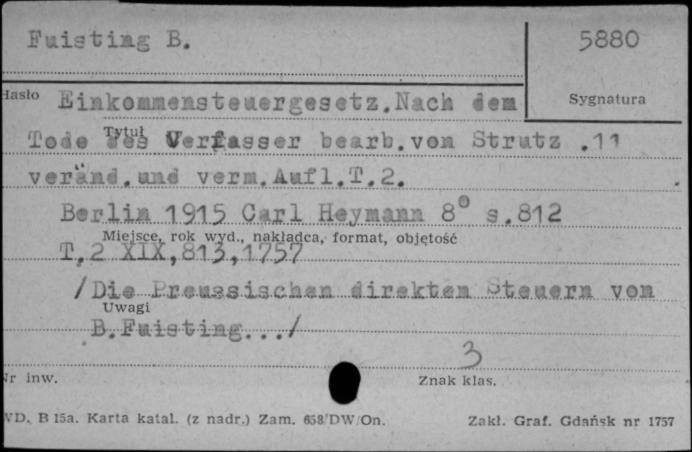 Fuisting B.
5880
Hasło Einkommensteuergesetz.Nach dem
Sygnatura
Tytuł
Tode des Verfasser bearb.von Strutz .11
veränd.und verm.Aufl.T.2.
Berlin 1915 Carl Heymann 8° s.812
Miejsce, rok wyd., nakładca, format, objętość
T.2 XIX,813,1757
/Die Preussischen direkten Steuern von
Uwagi
B.Fuisting.../
3
Nr inw.
Znak klas.
WD. B 15a. Karta katal. (z nadr.) Zam. 658/DW/On.
Zakł. Graf. Gdańsk nr 1757